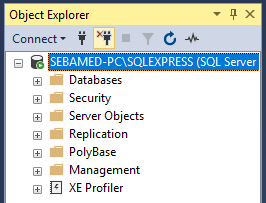 Object Explorer
Connect
SEBAMED-PC\SQLEXPRESS (SQL Server
Databases
Security
Server Objects
Replication
PolyBase
Management
XE Profiler